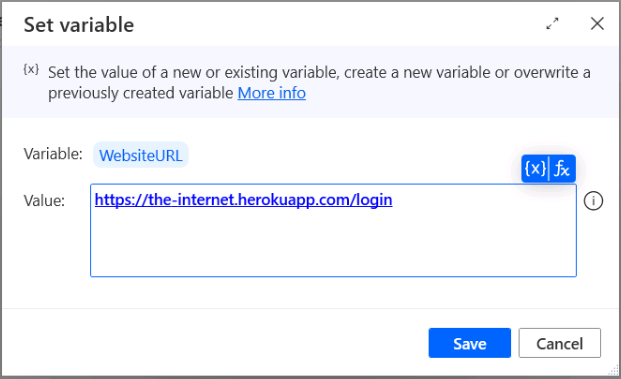 Set variable
{x} Set the value of a new or existing variable, create a new variable or overwrite a
previously created variable More info
Variable: WebsiteURL
{x} fx
Value: https://the-internet.herokuapp.com/login
Save Cancel